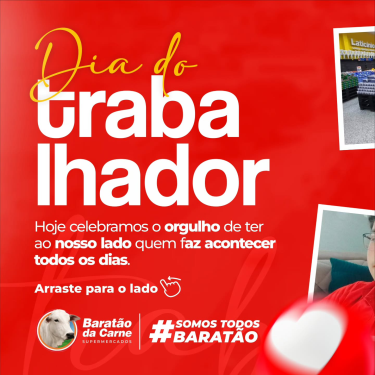 Dia do
traba
lhador
Hoje celebramos o orgulho de ter
ao nosso lado quem faz acontecer
todos os dias.
Arraste para o lado
Baratão
da Carne
SUPERMERCADOS
#SOMOS TODOS
BARATÃO